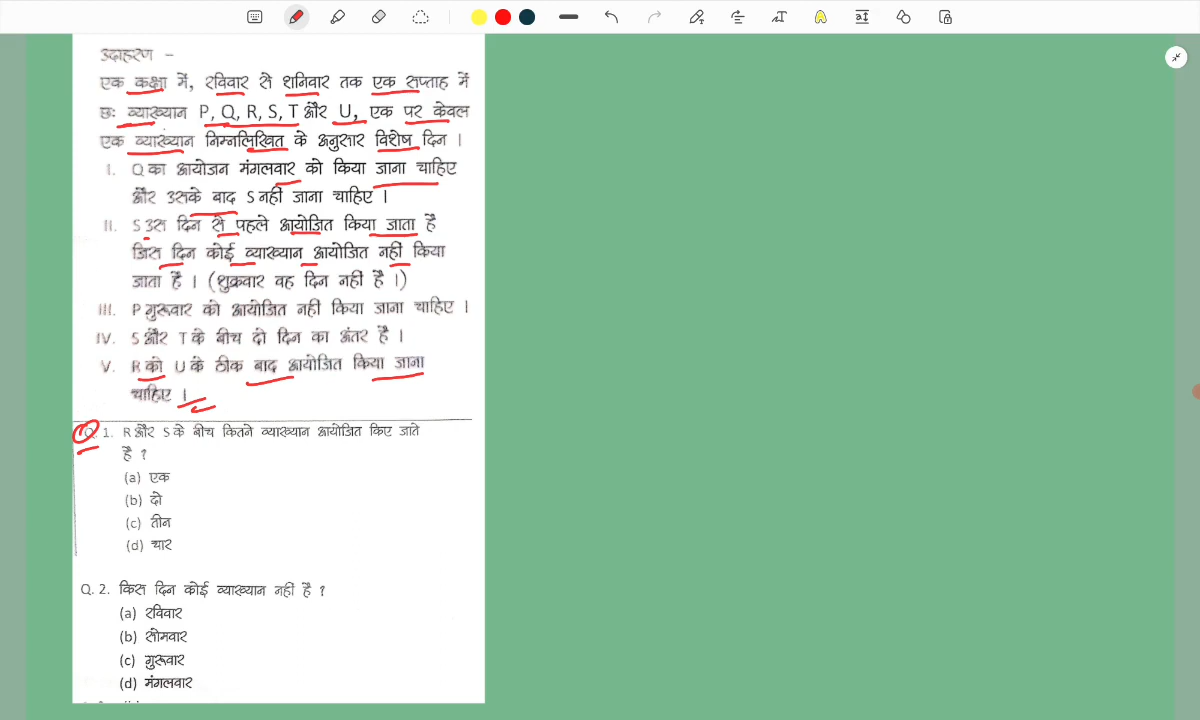 उदाहरण -
एक कक्षा में, रविवार से शनिवार तक एक सप्ताह में
छः व्याख्यान P, Q, R, S, T और U, एक पर केवल
एक व्याख्यान निम्नलिखित के अनुसार विशेष दिन ।
I. Q का आयोजन मंगलवार को किया जाना चाहिए
और उसके बाद S नहीं जाना चाहिए ।
II. S उस दिन से पहले आयोजित किया जाता है
जिस दिन कोई व्याख्यान आयोजित नहीं किया
जाता है । (शुक्रवार वह दिन नहीं है ।)
III. P गुरूवार को आयोजित नहीं किया जाना चाहिए ।
IV. S और T के बीच दो दिन का अंतर है ।
V. R को U के ठीक बाद आयोजित किया जाना
चाहिए ।
Q. 1. R और S के बीच कितने व्याख्यान आयोजित किए जाते
है ?
(a) एक
(b) दो
(c) तीन
(d) चार
Q. 2. किस दिन कोई व्याख्यान नहीं है ?
(a) रविवार
(b) सोमवार
(c) गुरूवार
(d) मंगलवार